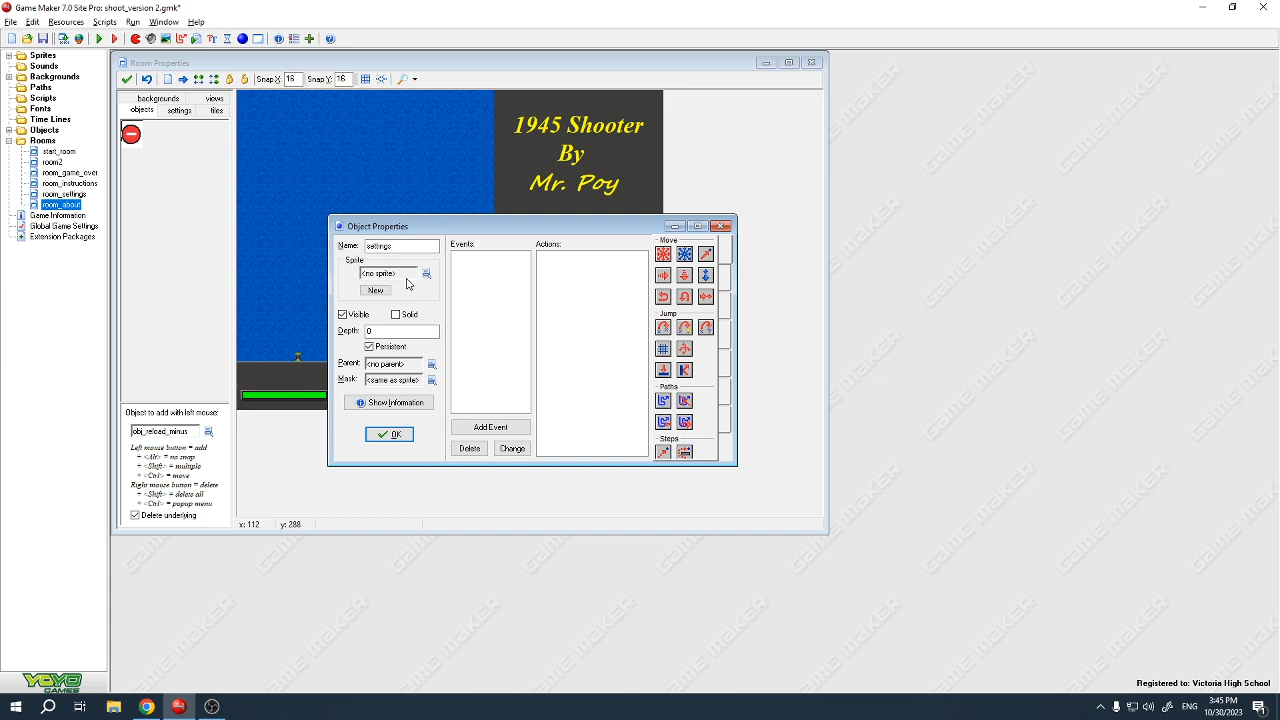 Game Maker 7.0 Site Pro: shoot_version 2.gmk*
File Edit Resources Scripts Run Window Help
Sprites
Sounds
Backgrounds
Paths
Scripts
Fonts
Time Lines
Objects
Rooms
start_room
room2
room_game_over
room_instructions
room_settings
room_about
Game Information
Global Game Settings
Extension Packages
Room Properties
Snap X: 16 Snap Y: 16
backgrounds views
objects settings tiles
1945 Shooter
By
Mr. Poy
Object to add with left mouse:
obj_reload_minus
Left mouse button = add
+ <Alt> = no snap
+ <Shift> = multiple
+ <Ctrl> = move
Right mouse button = delete
+ <Shift> = delete all
+ <Ctrl> = popup menu
Delete underlying
x: 112 y: 288
Object Properties
Name: settings
Sprite
<no sprite>
New
Visible Solid
Depth: 0
Persistent
Parent: <no parent>
Mask: <same as sprite>
Show Information
OK
Events:
Add Event
Delete Change
Actions:
Move
Jump
Paths
Steps
GAME MAKER
YOYO
GAMES
Registered to: Victoria High School
ENG
3:45 PM
10/30/2023